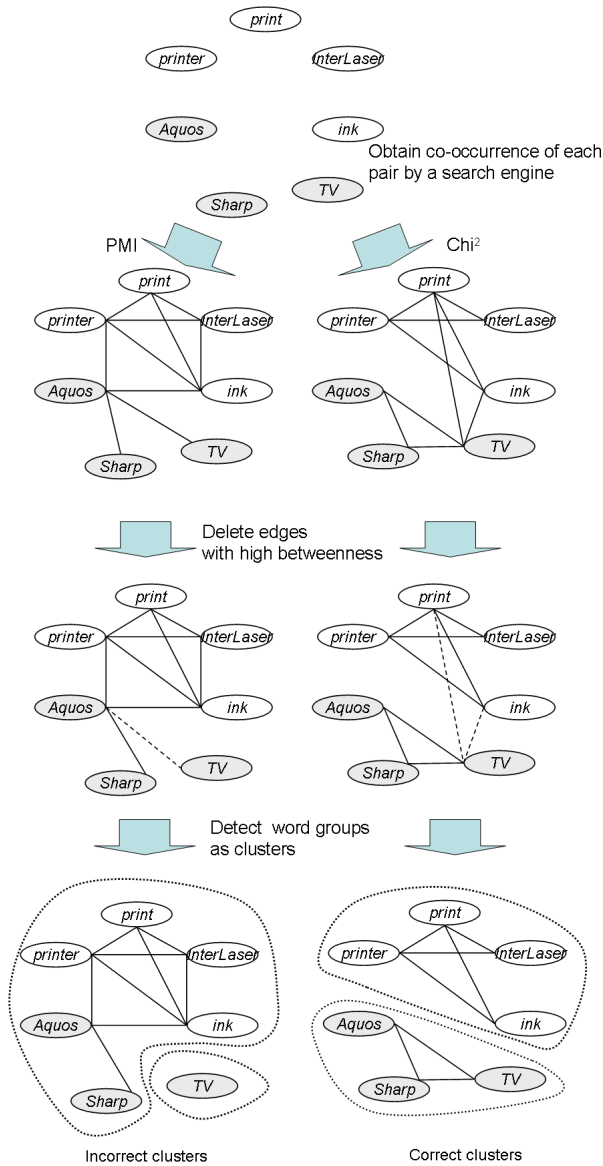 print
printer
InterLaser
Aquos
ink
Obtain co-occurrence of each
pair by a search engine
TV
Sharp
PMI
Chi²
print
print
printer
InterLaser
printer
InterLaser
Aquos
ink
Aquos
ink
Sharp
TV
Sharp
TV
Delete edges
with high betweenness
print
print
printer
InterLaser
printer
InterLaser
Aquos
ink
Aquos
ink
Sharp
TV
Sharp
TV
Detect word groups
as clusters
print
print
printer
InterLaser
printer
InterLaser
Aquos
ink
Aquos
ink
Sharp
TV
Sharp
TV
Incorrect clusters
Correct clusters